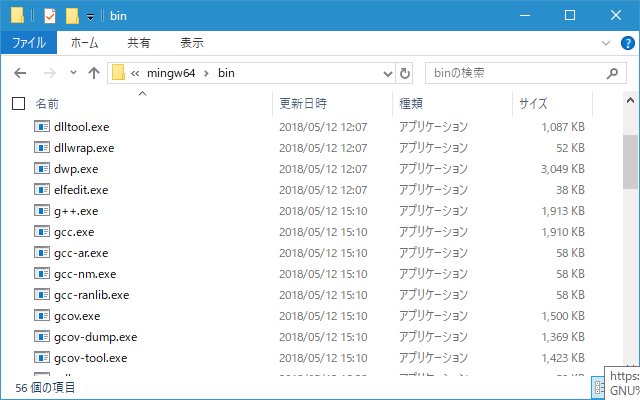 bin
ファイル ホーム 共有 表示
« mingw64 › bin binの検索
名前 更新日時 種類 サイズ
dlltool.exe 2018/05/12 12:07 アプリケーション 1,087 KB
dllwrap.exe 2018/05/12 12:07 アプリケーション 52 KB
dwp.exe 2018/05/12 12:07 アプリケーション 3,049 KB
elfedit.exe 2018/05/12 12:07 アプリケーション 38 KB
g++.exe 2018/05/12 15:10 アプリケーション 1,913 KB
gcc.exe 2018/05/12 15:10 アプリケーション 1,910 KB
gcc-ar.exe 2018/05/12 15:10 アプリケーション 58 KB
gcc-nm.exe 2018/05/12 15:10 アプリケーション 58 KB
gcc-ranlib.exe 2018/05/12 15:10 アプリケーション 58 KB
gcov.exe 2018/05/12 15:10 アプリケーション 1,500 KB
gcov-dump.exe 2018/05/12 15:10 アプリケーション 1,369 KB
gcov-tool.exe 2018/05/12 15:10 アプリケーション 1,423 KB
https:
56 個の項目
GNU%